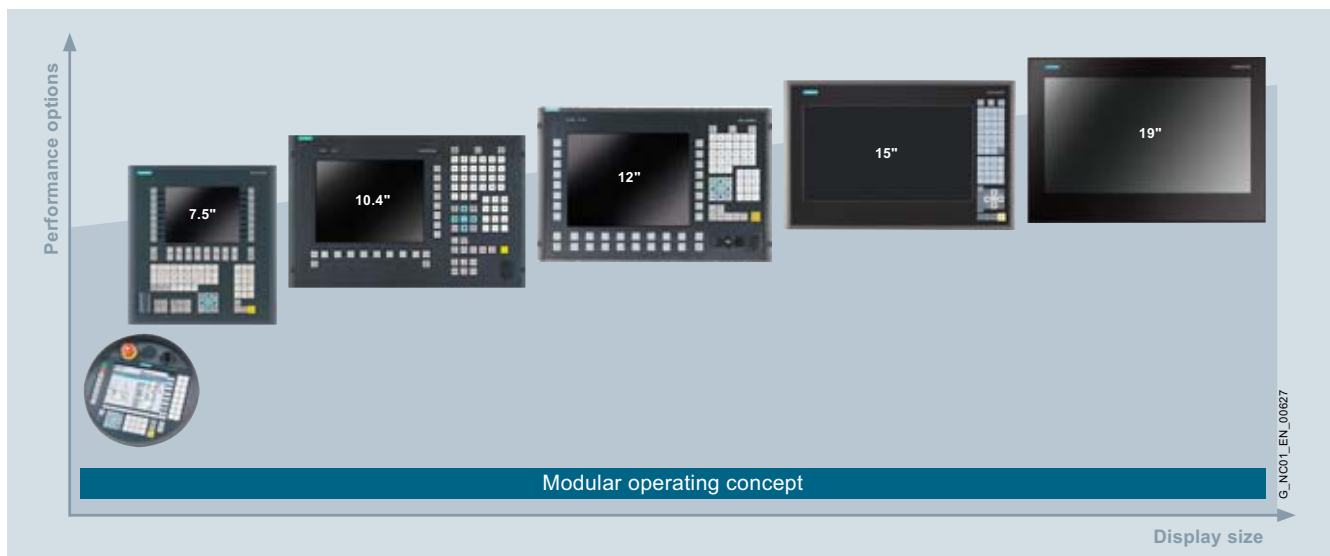 Performance options
7.5"
10.4"
12"
15"
19"
Modular operating concept
Display size
G_NC01_EN_00627